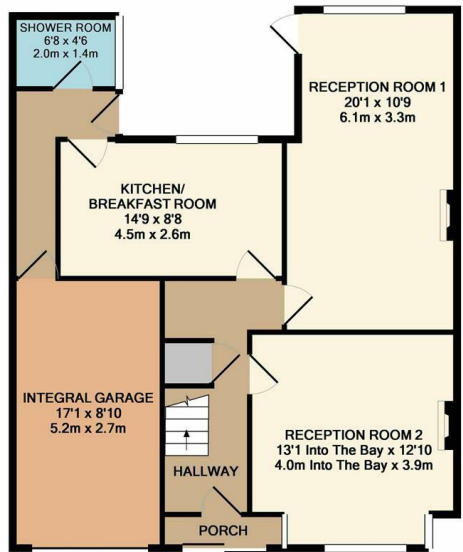 SHOWER ROOM
6'8 x 4'6
2.0m x 1.4m
RECEPTION ROOM 1
20'1 x 10'9
6.1m x 3.3m
KITCHEN/
BREAKFAST ROOM
14'9 x 8'8
4.5m x 2.6m
INTEGRAL GARAGE
17'1 x 8'10
5.2m x 2.7m
RECEPTION ROOM 2
13'1 Into The Bay x 12'10
4.0m Into The Bay x 3.9m
HALLWAY
PORCH